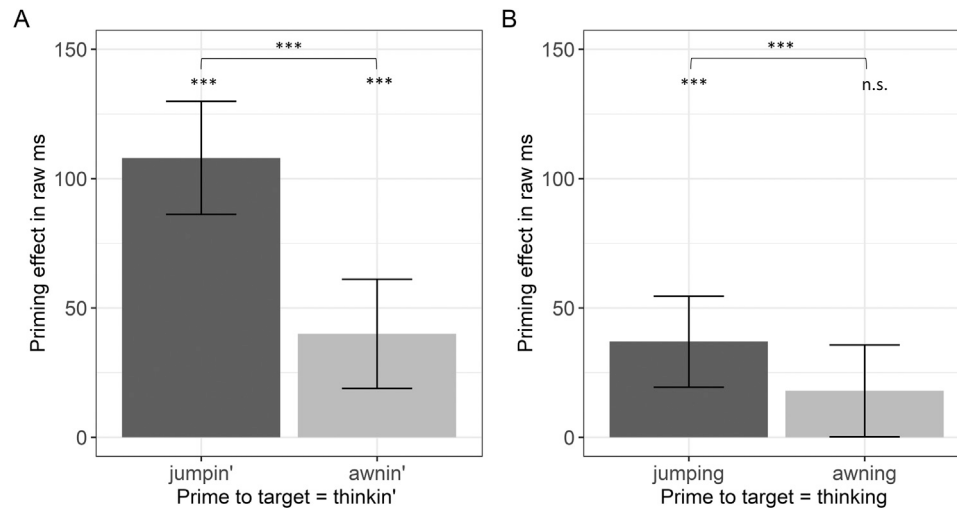 A
Priming effect in raw ms
150
100
50
0
***
*** ***
jumpin' awnin'
Prime to target = thinkin'
B
Priming effect in raw ms
150
100
50
0
***
*** n.s.
jumping awning
Prime to target = thinking